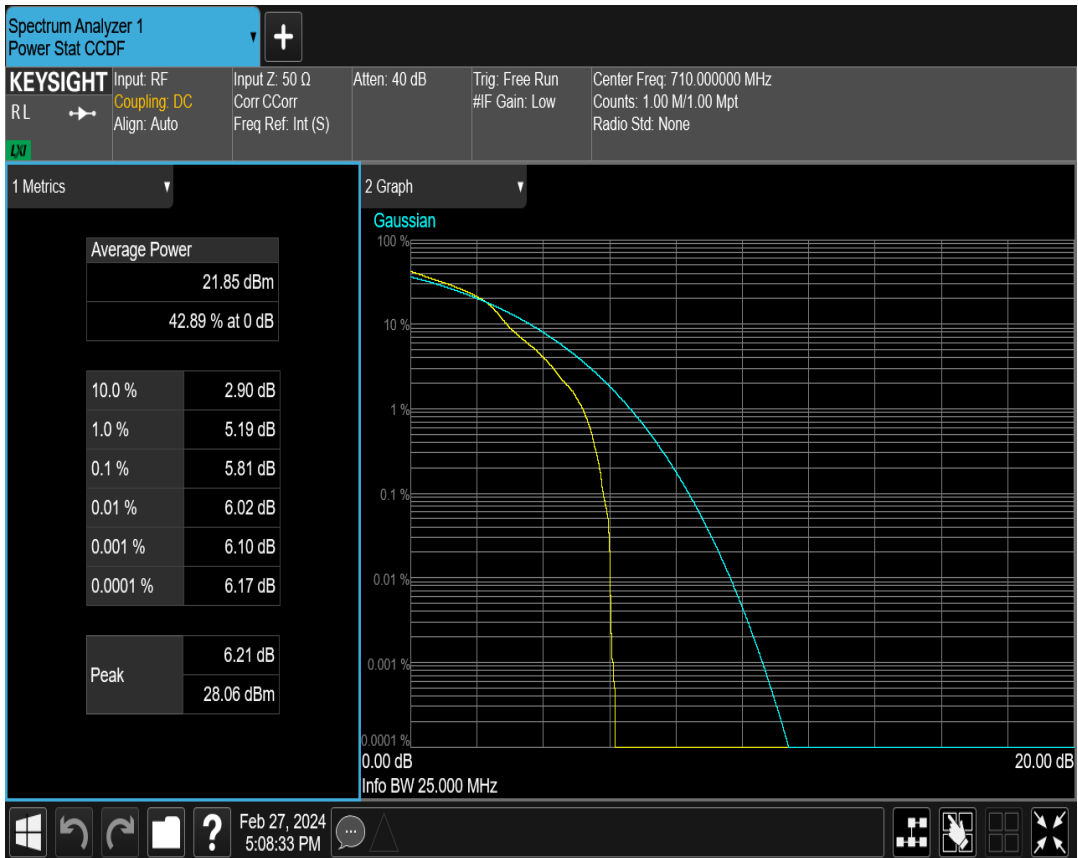 Spectrum Analyzer 1
Power Stat CCDF
+
KEYSIGHT
RL
LXI
Input: RF
Coupling: DC
Align: Auto
Input Z: 50 Ω
Corr CCorr
Freq Ref: Int (S)
Atten: 40 dB
Trig: Free Run
#IF Gain: Low
Center Freq: 710.000000 MHz
Counts: 1.00 M/1.00 Mpt
Radio Std: None
1 Metrics
Average Power
21.85 dBm
42.89 % at 0 dB
10.0 % 2.90 dB
1.0 % 5.19 dB
0.1 % 5.81 dB
0.01 % 6.02 dB
0.001 % 6.10 dB
0.0001 % 6.17 dB
Peak
6.21 dB
28.06 dBm
2 Graph
Gaussian
100 %
10 %
1 %
0.1 %
0.01 %
0.001 %
0.0001 %
0.00 dB 20.00 dB
Info BW 25.000 MHz
?
Feb 27, 2024
5:08:33 PM